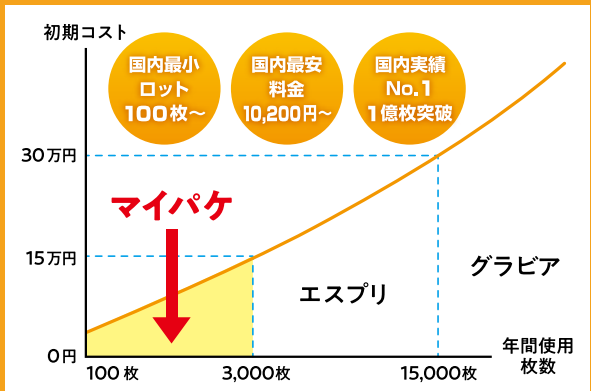 初期コスト
国内最小
ロット
100枚～
国内最安
料金
10,200円～
国内実績
No.1
1億枚突破
30万円
マイパケ
15万円
エスプリ
グラビア
0円
100枚
3,000枚
15,000枚
年間使用
枚数